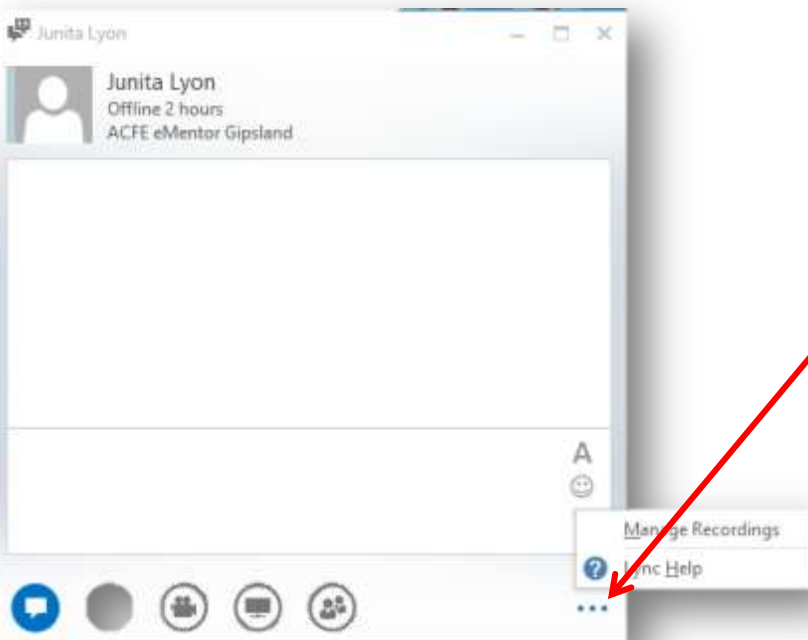 Junita Lyon
Junita Lyon
Offline 2 hours
ACFE eMentor Gipsland
A
Manage Recordings
? Lync Help